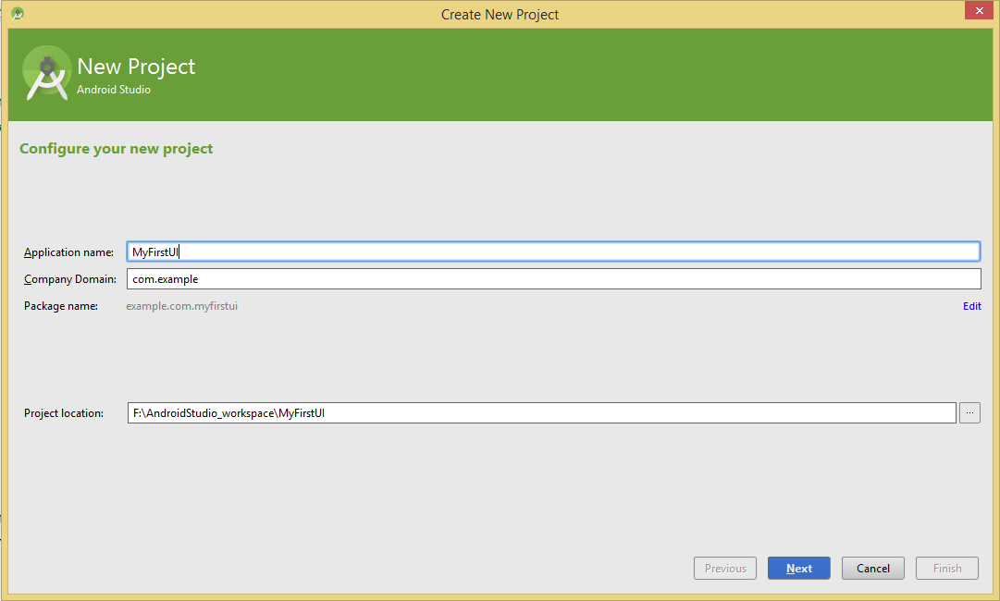 Create New Project
New Project
Android Studio
Configure your new project
Application name: MyFirstUI
Company Domain: com.example
Package name: example.com.myfirstui Edit
Project location: F:\AndroidStudio_workspace\MyFirstUI ...
Previous Next Cancel Finish